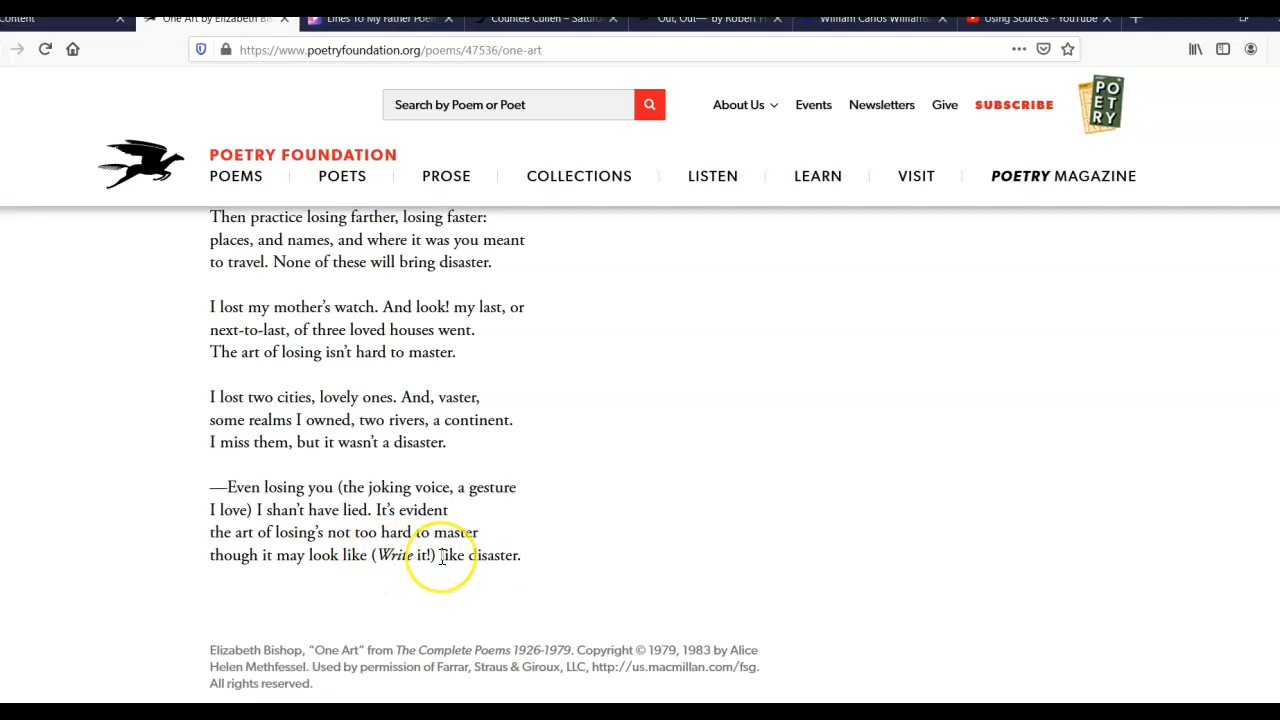 One Art by Elizabeth Bis
Lines To My Father Poem
Countee Cullen – Saturd
Out, Out— by Robert
William Carlos Williams
Using Sources - YouTube
https://www.poetryfoundation.org/poems/47536/one-art
Search by Poem or Poet
About Us
Events
Newsletters
Give
SUBSCRIBE
POETRY
POETRY FOUNDATION
POEMS
POETS
PROSE
COLLECTIONS
LISTEN
LEARN
VISIT
POETRY MAGAZINE
Then practice losing farther, losing faster:
places, and names, and where it was you meant
to travel. None of these will bring disaster.
I lost my mother's watch. And look! my last, or
next-to-last, of three loved houses went.
The art of losing isn't hard to master.
I lost two cities, lovely ones. And, vaster,
some realms I owned, two rivers, a continent.
I miss them, but it wasn't a disaster.
—Even losing you (the joking voice, a gesture
I love) I shan't have lied. It's evident
the art of losing's not too hard to master
though it may look like (Write it!) like disaster.
Elizabeth Bishop, "One Art" from The Complete Poems 1926-1979. Copyright © 1979, 1983 by Alice
Helen Methfessel. Used by permission of Farrar, Straus & Giroux, LLC, http://us.macmillan.com/fsg.
All rights reserved.